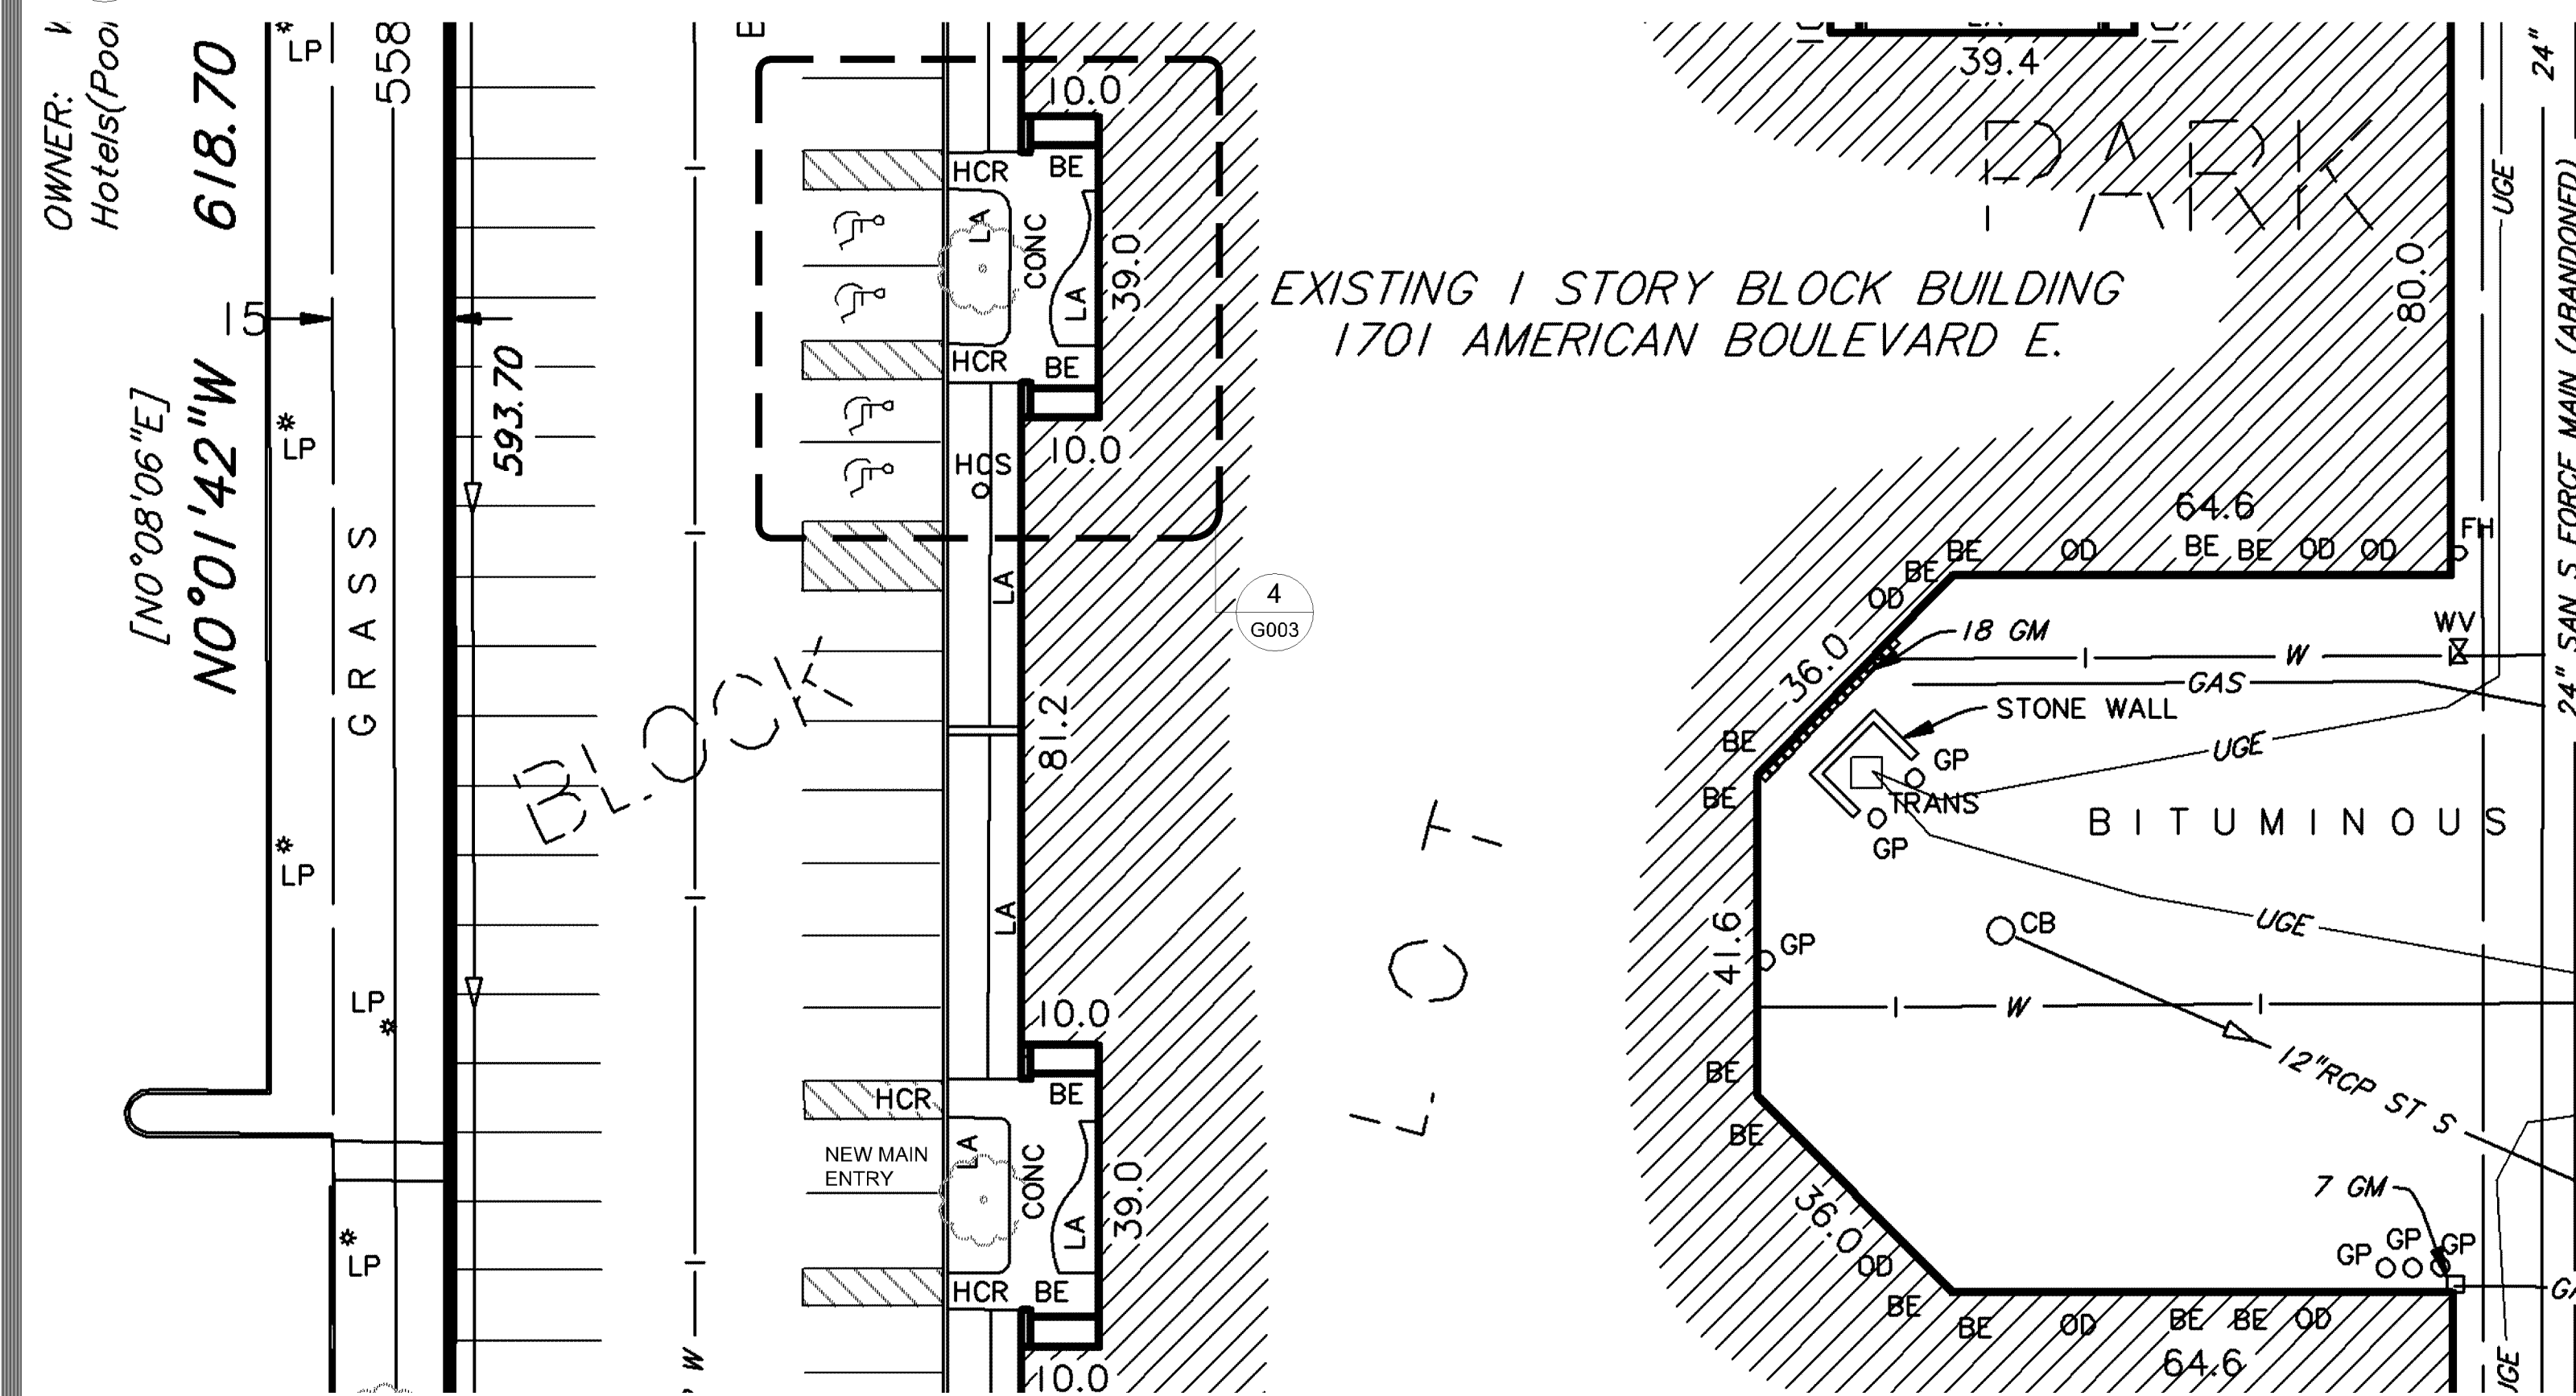 OWNER:
Hotels(Pool
618.70
558
LP
15
593.70
[N0°08'06"E]
N0°01'42"W
LP
GRASS
LP
LP
LP
10.0
HCR
BE
LA
CONC
LA
39.0
HCR
BE
10.0
HCS
LA
81.2
LA
BLOCK
4
G003
10.0
HCR
BE
NEW MAIN
ENTRY
LA
CONC
LA
39.0
HCR
BE
10.0
W
39.4
PARK
EXISTING 1 STORY BLOCK BUILDING
1701 AMERICAN BOULEVARD E.
80.0
UGE
24"
24" SAN S FORCE MAIN (ABANDONED)
64.6
BE
BE
OD
BE
BE
OD
OD
FH
OD
18 GM
36.0
W
WV
GAS
STONE WALL
UGE
BE
BE
GP
TRANS
GP
BITUMINOUS
LOT
41.6
GP
CB
UGE
W
12"RCP ST S
BE
BE
36.0
OD
BE
BE
OD
BE
BE
OD
64.6
7 GM
GP
GP
GP
UGE